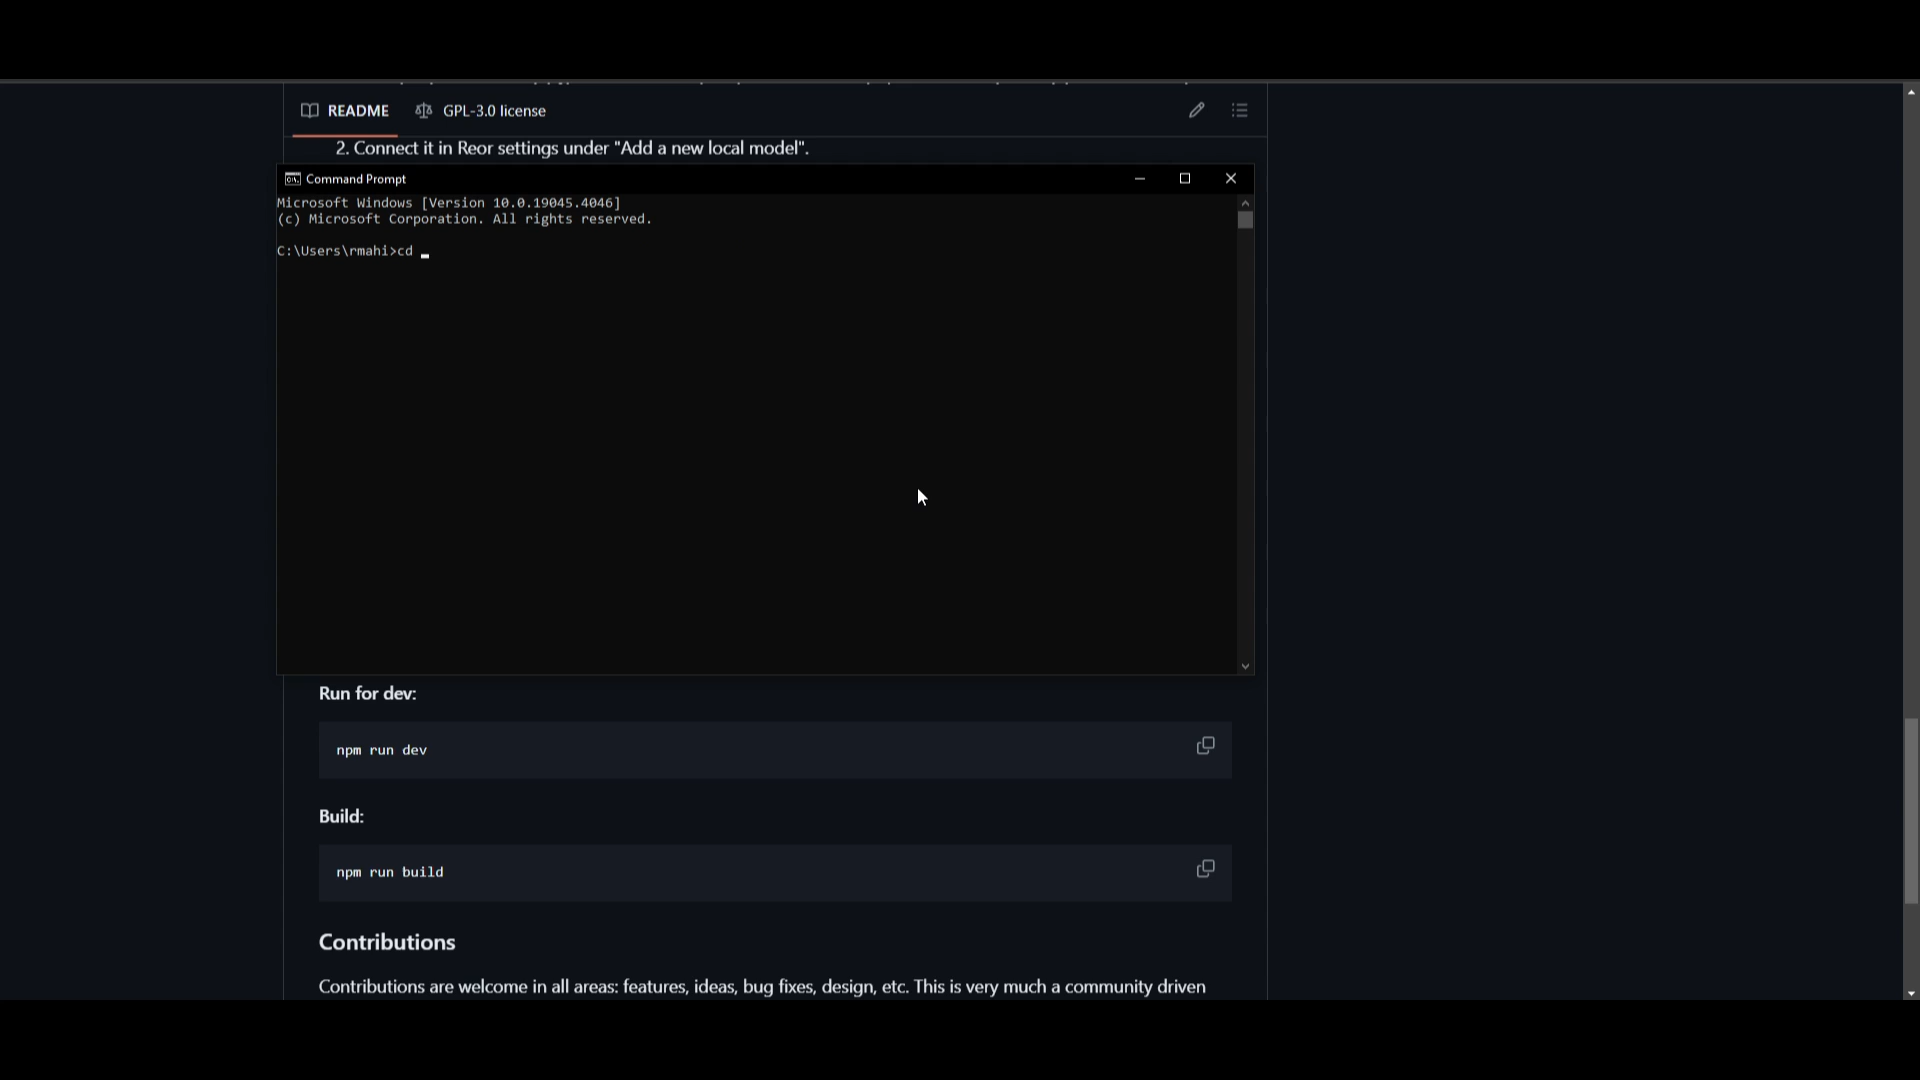 README GPL-3.0 license
2. Connect it in Reor settings under "Add a new local model".
Command Prompt
Microsoft Windows [Version 10.0.19045.4046]
(c) Microsoft Corporation. All rights reserved.
C:\Users\rmahi>cd
Run for dev:
npm run dev
Build:
npm run build
Contributions
Contributions are welcome in all areas: features, ideas, bug fixes, design, etc. This is very much a community driven